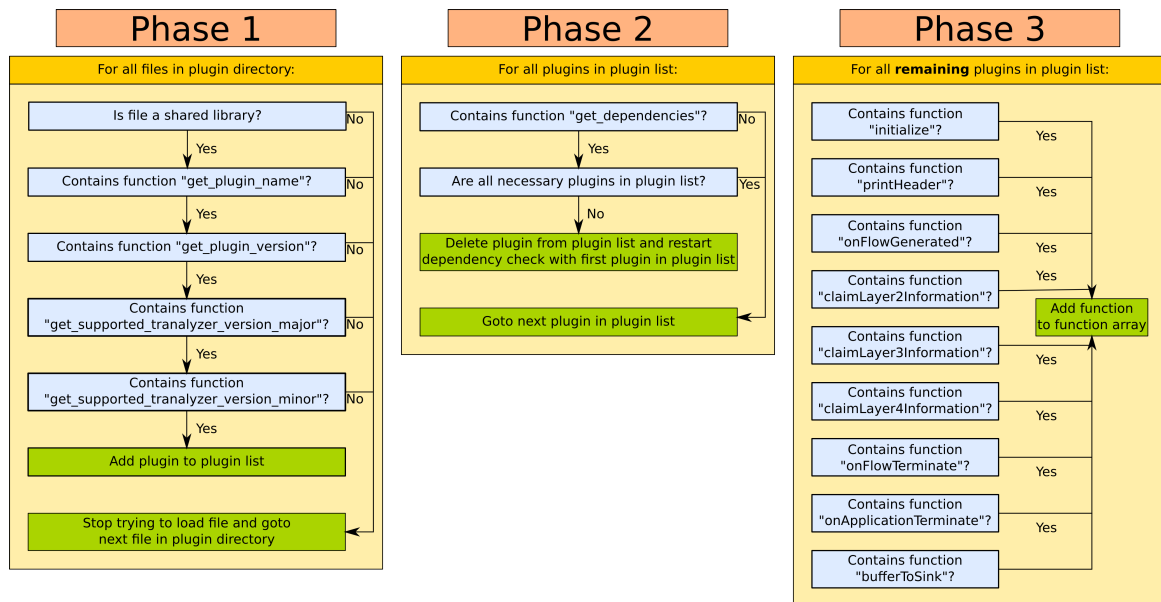 Phase 1
For all files in plugin directory:
Is file a shared library?
No
Yes
Contains function "get_plugin_name"?
No
Yes
Contains function "get_plugin_version"?
No
Yes
Contains function
"get_supported_tranalyzer_version_major"?
No
Yes
Contains function
"get_supported_tranalyzer_version_minor"?
No
Yes
Add plugin to plugin list
Stop trying to load file and goto
next file in plugin directory
Phase 2
For all plugins in plugin list:
Contains function "get_dependencies"?
No
Yes
Are all necessary plugins in plugin list?
Yes
No
Delete plugin from plugin list and restart
dependency check with first plugin in plugin list
Goto next plugin in plugin list
Phase 3
For all remaining plugins in plugin list:
Contains function
"initialize"?
Yes
Contains function
"printHeader"?
Yes
Contains function
"onFlowGenerated"?
Yes
Contains function
"claimLayer2Information"?
Yes
Add function
to function array
Contains function
"claimLayer3Information"?
Yes
Contains function
"claimLayer4Information"?
Yes
Contains function
"onFlowTerminate"?
Yes
Contains function
"onApplicationTerminate"?
Yes
Contains function
"bufferToSink"?